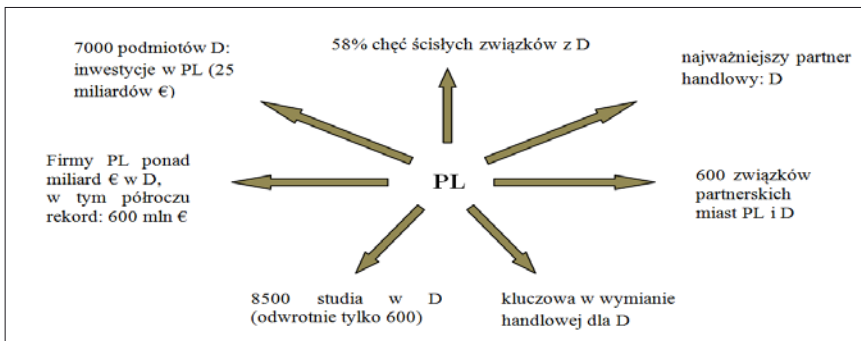 7000 podmiotów D:
inwestycje w PL (25
miliardów €)
58% chęć ścisłych związków z D
najważniejszy partner
handlowy: D
Firmy PL ponad
miliard € w D,
w tym półroczu
rekord: 600 mln €
PL
600 związków
partnerskich
miast PL i D
8500 studia w D
(odwrotnie tylko 600)
kluczowa w wymianie
handlowej dla D